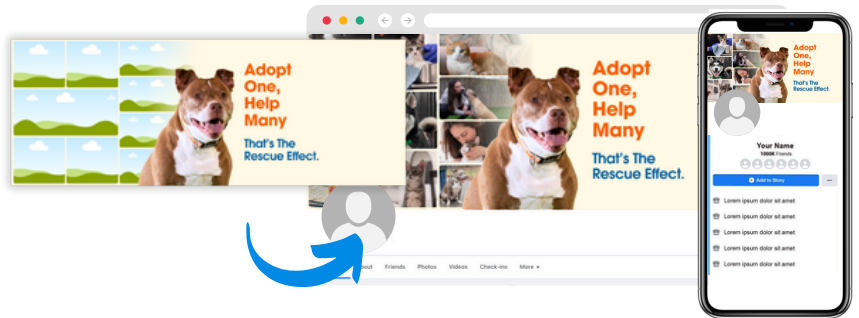 Adopt
One,
Help
Many
That's The
Rescue Effect.
Adopt
One,
Help
Many
That's The
Rescue Effect.
Friends
Photos
Videos
Check-ins
More
Adopt
One,
Help
Many
That's The
Rescue Effect.
Your Name
Friends
Add to Story
Lorem ipsum dolor sit amet
Lorem ipsum dolor sit amet
Lorem ipsum dolor sit amet
Lorem ipsum dolor sit amet
Lorem ipsum dolor sit amet